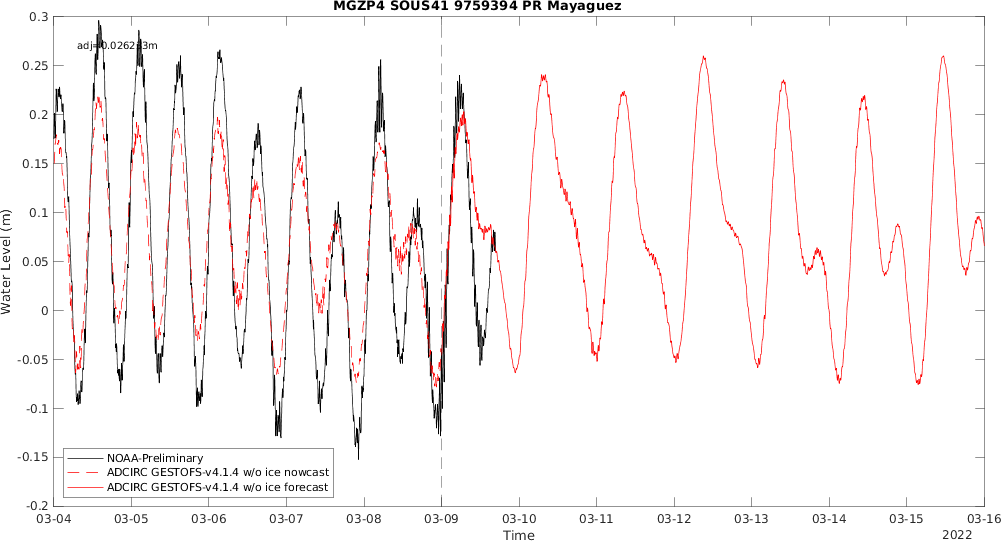 MGZP4 SOUS41 9759394 PR Mayaguez
0.3
0.25
0.2
0.15
0.1
0.05
0
-0.05
-0.1
-0.15
-0.2
Water Level (m)
NOAA-Preliminary
ADCIRC GESTOFS-v4.1.4 w/o ice nowcast
ADCIRC GESTOFS-v4.1.4 w/o ice forecast
03-04 03-05 03-06 03-07 03-08 03-09 03-10 03-11 03-12 03-13 03-14 03-15 03-16
Time
2022